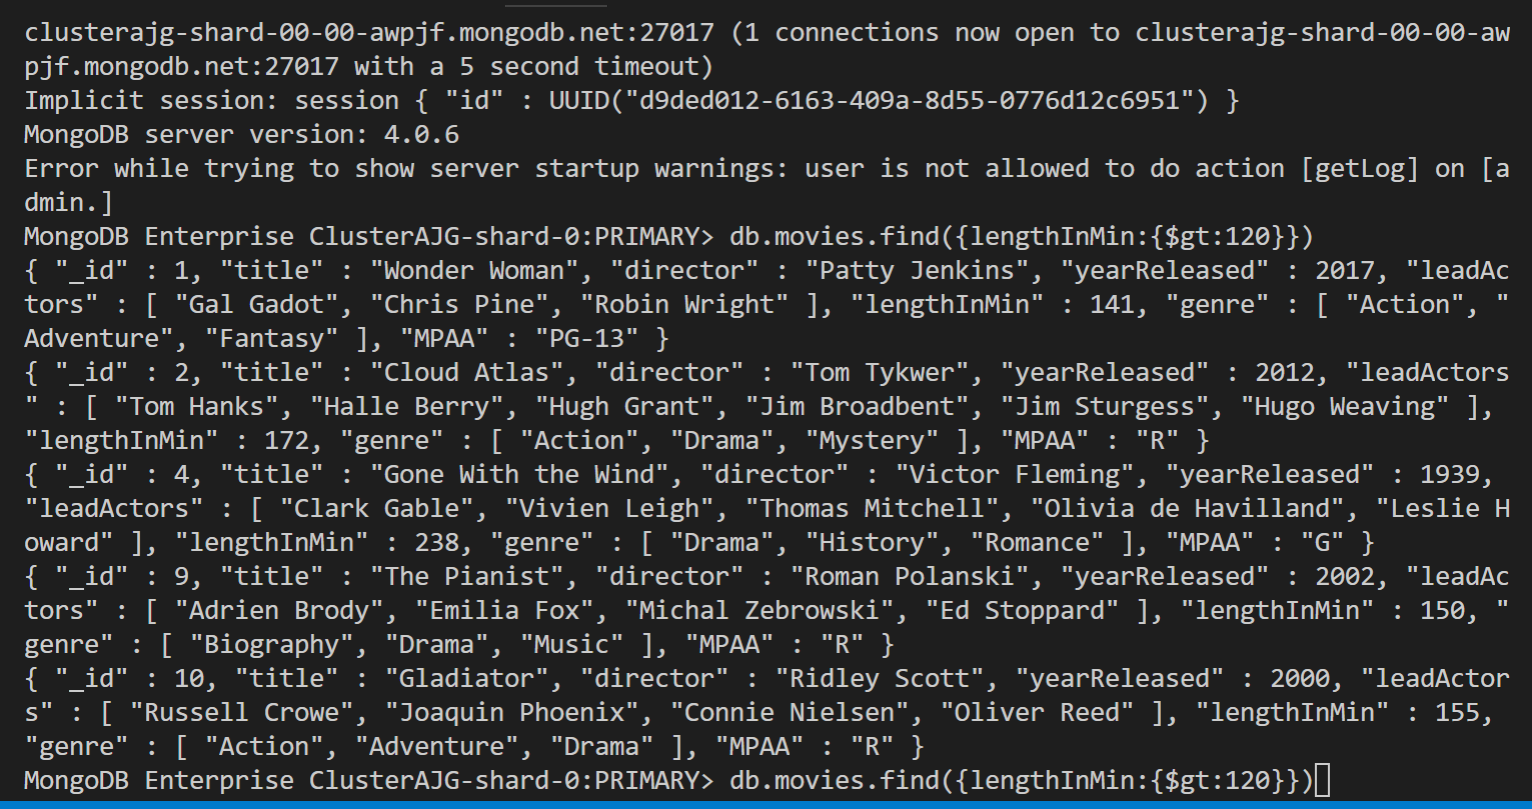 clusterajg-shard-00-00-awpjf.mongodb.net:27017 (1 connections now open to clusterajg-shard-00-00-aw
pjf.mongodb.net:27017 with a 5 second timeout)
Implicit session: session { "id" : UUID("d9ded012-6163-409a-8d55-0776d12c6951") }
MongoDB server version: 4.0.6
Error while trying to show server startup warnings: user is not allowed to do action [getLog] on [a
dmin.]
MongoDB Enterprise ClusterAJG-shard-0:PRIMARY> db.movies.find({lengthInMin:{$gt:120}})
{ "_id" : 1, "title" : "Wonder Woman", "director" : "Patty Jenkins", "yearReleased" : 2017, "leadAc
tors" : [ "Gal Gadot", "Chris Pine", "Robin Wright" ], "lengthInMin" : 141, "genre" : [ "Action", "
Adventure", "Fantasy" ], "MPAA" : "PG-13" }
{ "_id" : 2, "title" : "Cloud Atlas", "director" : "Tom Tykwer", "yearReleased" : 2012, "leadActors
" : [ "Tom Hanks", "Halle Berry", "Hugh Grant", "Jim Broadbent", "Jim Sturgess", "Hugo Weaving" ],
"lengthInMin" : 172, "genre" : [ "Action", "Drama", "Mystery" ], "MPAA" : "R" }
{ "_id" : 4, "title" : "Gone With the Wind", "director" : "Victor Fleming", "yearReleased" : 1939,
"leadActors" : [ "Clark Gable", "Vivien Leigh", "Thomas Mitchell", "Olivia de Havilland", "Leslie H
oward" ], "lengthInMin" : 238, "genre" : [ "Drama", "History", "Romance" ], "MPAA" : "G" }
{ "_id" : 9, "title" : "The Pianist", "director" : "Roman Polanski", "yearReleased" : 2002, "leadAc
tors" : [ "Adrien Brody", "Emilia Fox", "Michal Zebrowski", "Ed Stoppard" ], "lengthInMin" : 150, "
genre" : [ "Biography", "Drama", "Music" ], "MPAA" : "R" }
{ "_id" : 10, "title" : "Gladiator", "director" : "Ridley Scott", "yearReleased" : 2000, "leadActor
s" : [ "Russell Crowe", "Joaquin Phoenix", "Connie Nielsen", "Oliver Reed" ], "lengthInMin" : 155,
"genre" : [ "Action", "Adventure", "Drama" ], "MPAA" : "R" }
MongoDB Enterprise ClusterAJG-shard-0:PRIMARY> db.movies.find({lengthInMin:{$gt:120}})